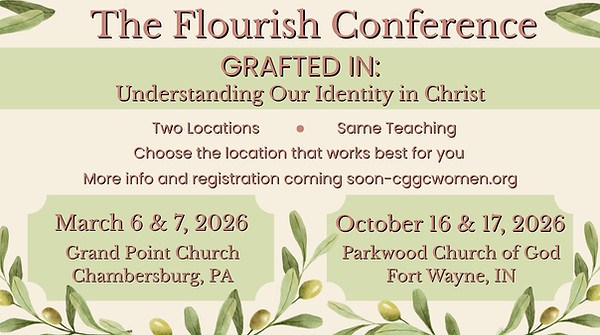 The Flourish Conference
GRAFTED IN:
Understanding Our Identity in Christ
Two Locations • Same Teaching
Choose the location that works best for you
More info and registration coming soon-cggcwomen.org
March 6 & 7, 2026
Grand Point Church
Chambersburg, PA
October 16 & 17, 2026
Parkwood Church of God
Fort Wayne, IN